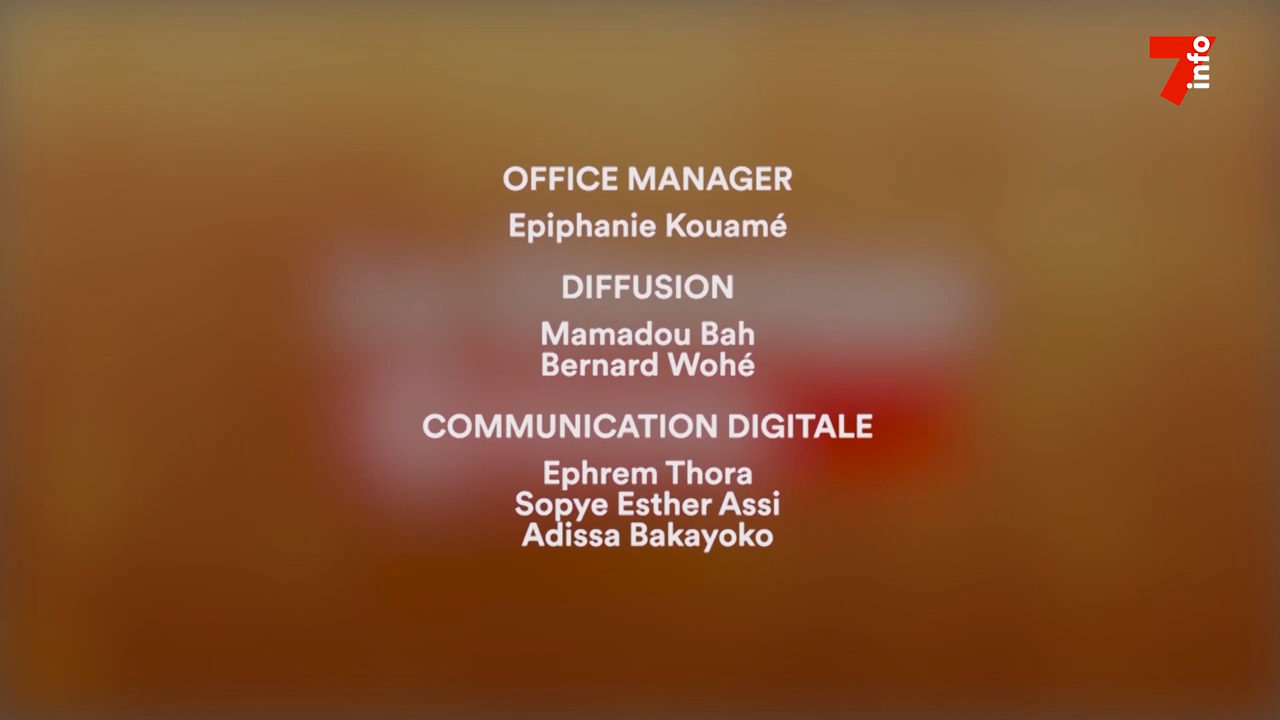 7info
OFFICE MANAGER
Epiphanie Kouamé
DIFFUSION
Mamadou Bah
Bernard Wohé
COMMUNICATION DIGITALE
Ephrem Thora
Sopye Esther Assi
Adissa Bakayoko